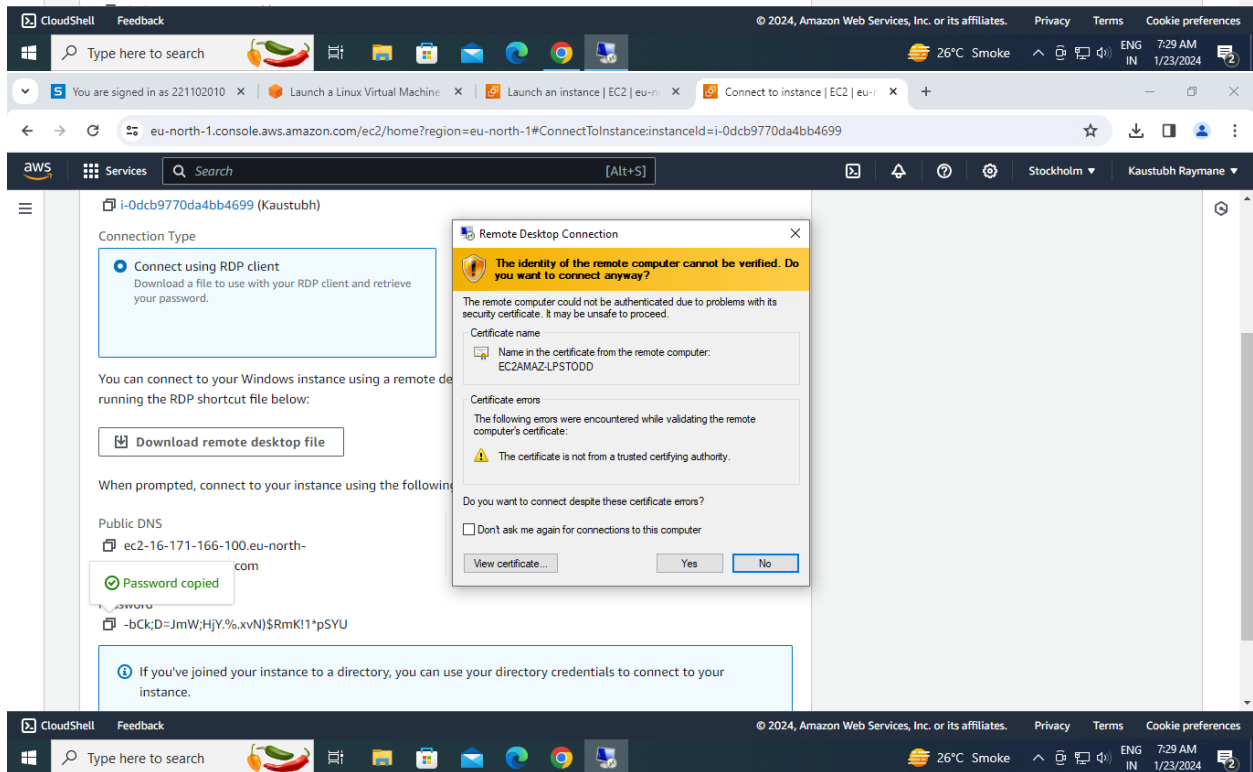 CloudShell Feedback © 2024, Amazon Web Services, Inc. or its affiliates. Privacy Terms Cookie preferences
Type here to search 26°C Smoke ENG 7:29 AM
IN 1/23/2024 2
You are signed in as 221102010 Launch a Linux Virtual Machine Launch an instance | EC2 | eu-n Connect to instance | EC2 | eu-n
eu-north-1.console.aws.amazon.com/ec2/home?region=eu-north-1#ConnectToInstance:instanceId=i-0dcb9770da4bb4699
aws Services Search [Alt+S] Stockholm ▼ Kaustubh Raymane ▼
i-0dcb9770da4bb4699 (Kaustubh)
Connection Type
Connect using RDP client
Download a file to use with your RDP client and retrieve
your password.
You can connect to your Windows instance using a remote de
running the RDP shortcut file below:
Download remote desktop file
When prompted, connect to your instance using the following
Public DNS
ec2-16-171-166-100.eu-north-
com
Password copied
-bCk;D=JmW;HjY.%.xvN)$RmK!1*pSYU
If you've joined your instance to a directory, you can use your directory credentials to connect to your
instance.
Remote Desktop Connection
The identity of the remote computer cannot be verified. Do
you want to connect anyway?
The remote computer could not be authenticated due to problems with its
security certificate. It may be unsafe to proceed.
Certificate name
Name in the certificate from the remote computer:
EC2AMAZ-LPSTODD
Certificate errors
The following errors were encountered while validating the remote
computer's certificate:
The certificate is not from a trusted certifying authority.
Do you want to connect despite these certificate errors?
Don't ask me again for connections to this computer
View certificate... Yes No
CloudShell Feedback © 2024, Amazon Web Services, Inc. or its affiliates. Privacy Terms Cookie preferences
Type here to search 26°C Smoke ENG 7:29 AM
IN 1/23/2024 2